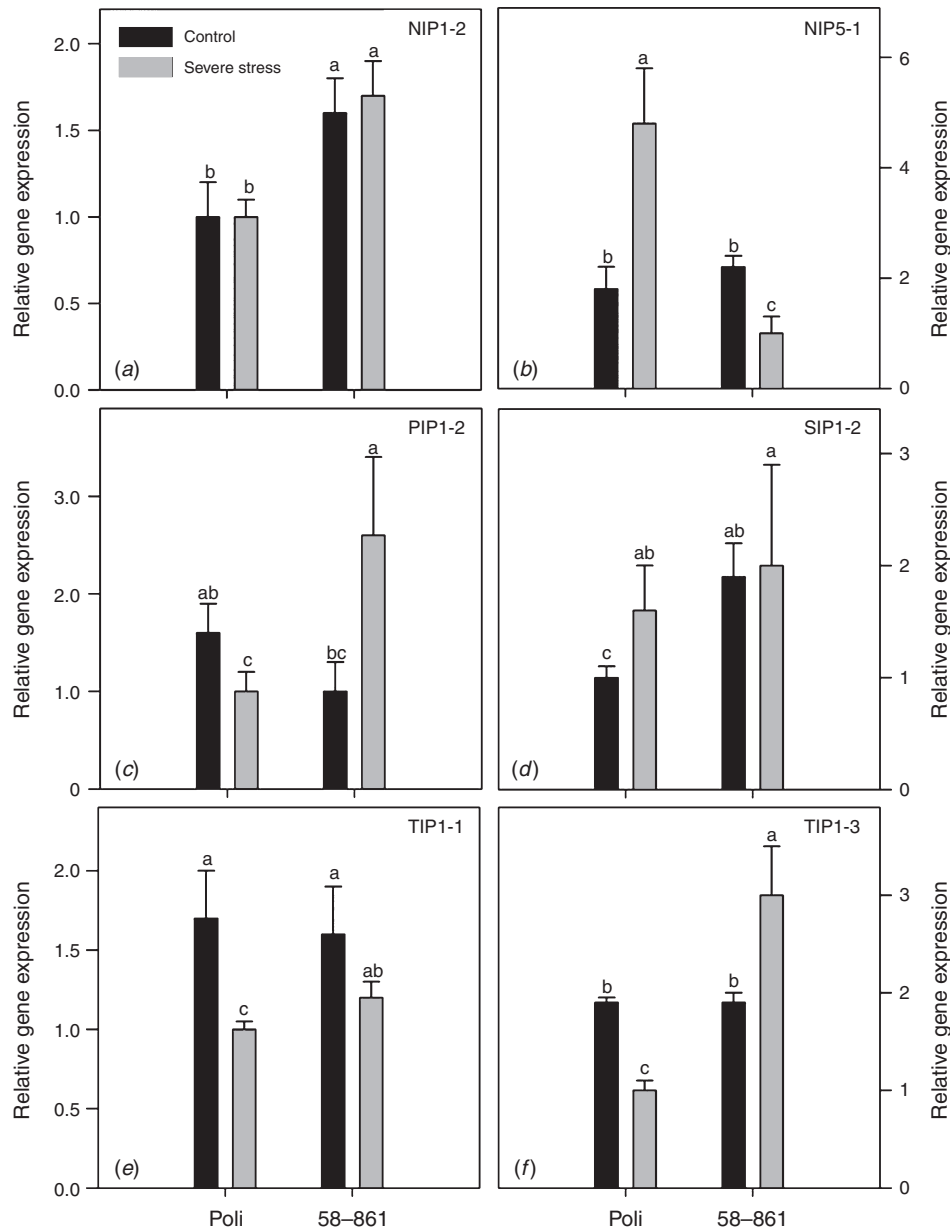 NIP1-2
Control
Severe stress
2.0
1.5
1.0
0.5
0.0
Relative gene expression
a
a
b
b
(a)
NIP5-1
6
4
2
0
Relative gene expression
a
b
b
c
(b)
PIP1-2
3.0
2.0
1.0
0
Relative gene expression
a
ab
c
bc
(c)
SIP1-2
3
2
1
0
Relative gene expression
a
ab
ab
c
(d)
TIP1-1
2.0
1.5
1.0
0.5
0.0
Relative gene expression
a
a
c
ab
(e)
Poli
58–861
TIP1-3
3
2
1
0
Relative gene expression
a
b
b
c
(f)
Poli
58–861